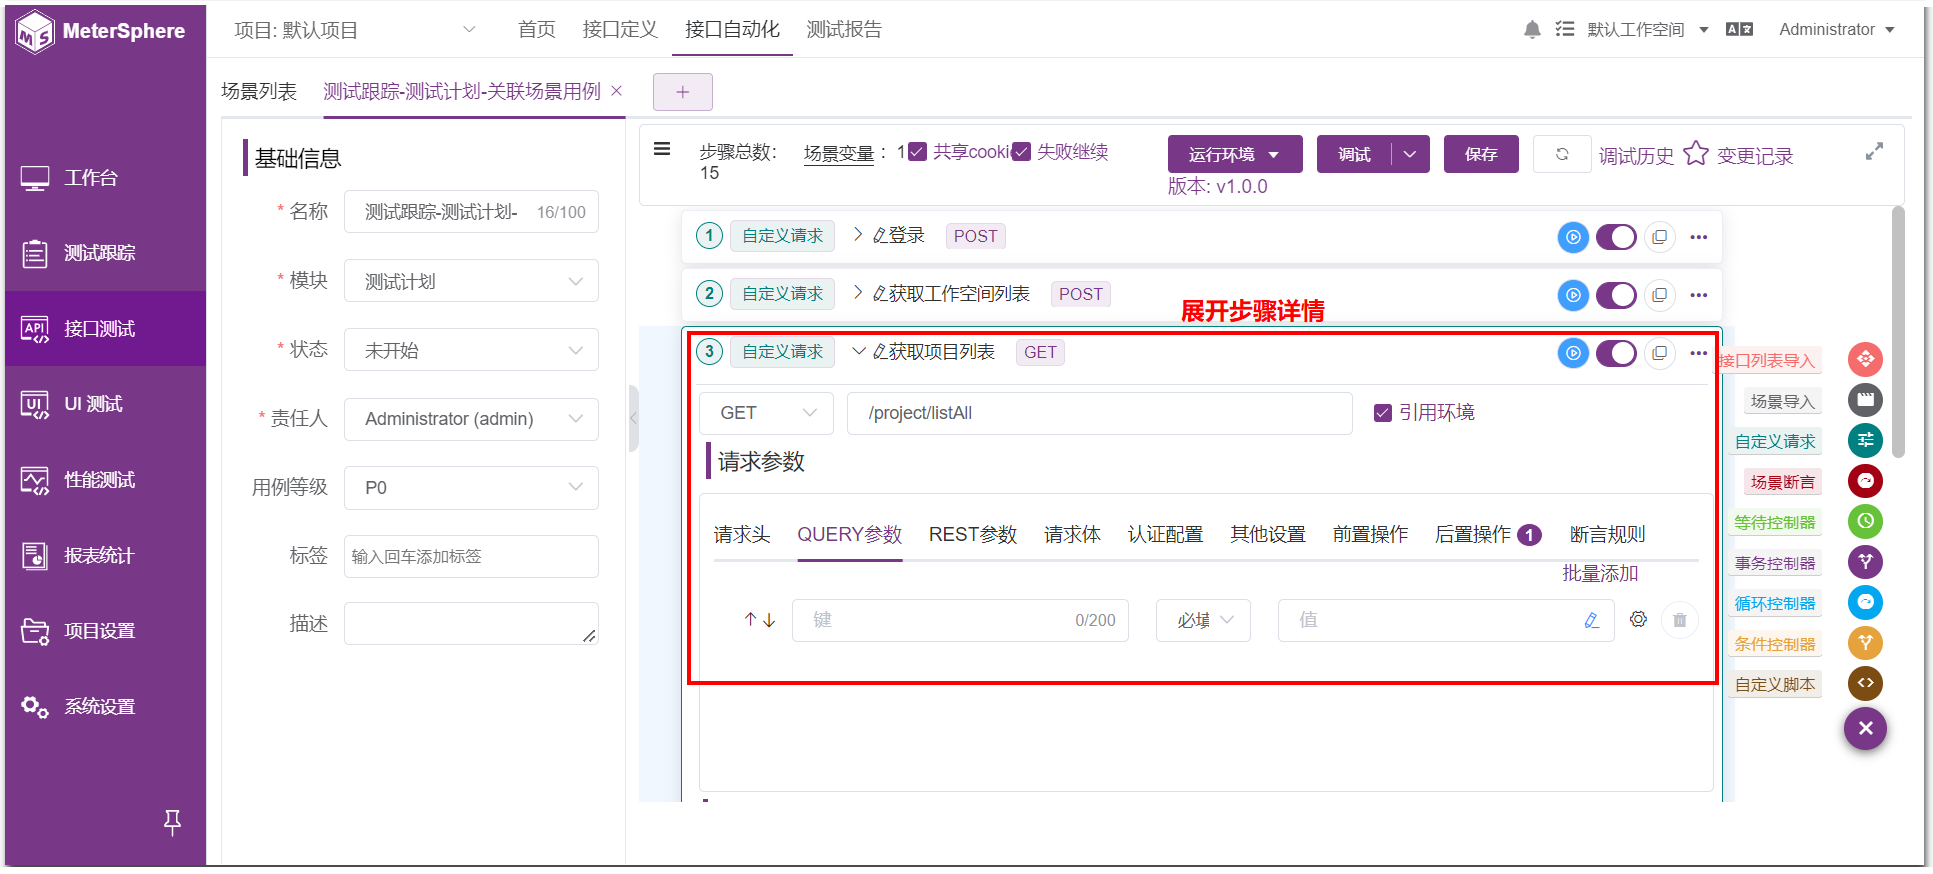 MeterSphere
项目: 默认项目
首页
接口定义
接口自动化
测试报告
默认工作空间
Administrator
工作台
测试跟踪
API
接口测试
UI
UI 测试
性能测试
报表统计
项目设置
系统设置
场景列表
测试跟踪-测试计划-关联场景用例
基础信息
* 名称
测试跟踪-测试计划-
16/100
* 模块
测试计划
* 状态
未开始
* 责任人
Administrator (admin)
用例等级
P0
标签
输入回车添加标签
描述
步骤总数:
15
场景变量 : 1
共享cooki
失败继续
运行环境
调试
保存
调试历史
变更记录
版本: v1.0.0
1 自定义请求 登录 POST
2 自定义请求 获取工作空间列表 POST
展开步骤详情
3 自定义请求 获取项目列表 GET
GET
/project/listAll
引用环境
请求参数
请求头
QUERY参数
REST参数
请求体
认证配置
其他设置
前置操作
后置操作 1
断言规则
批量添加
键
0/200
必填
值
接口列表导入
场景导入
自定义请求
场景断言
等待控制器
事务控制器
循环控制器
条件控制器
自定义脚本